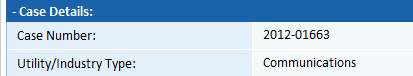 - Case Details:
Case Number: 2012-01663
Utility/Industry Type: Communications